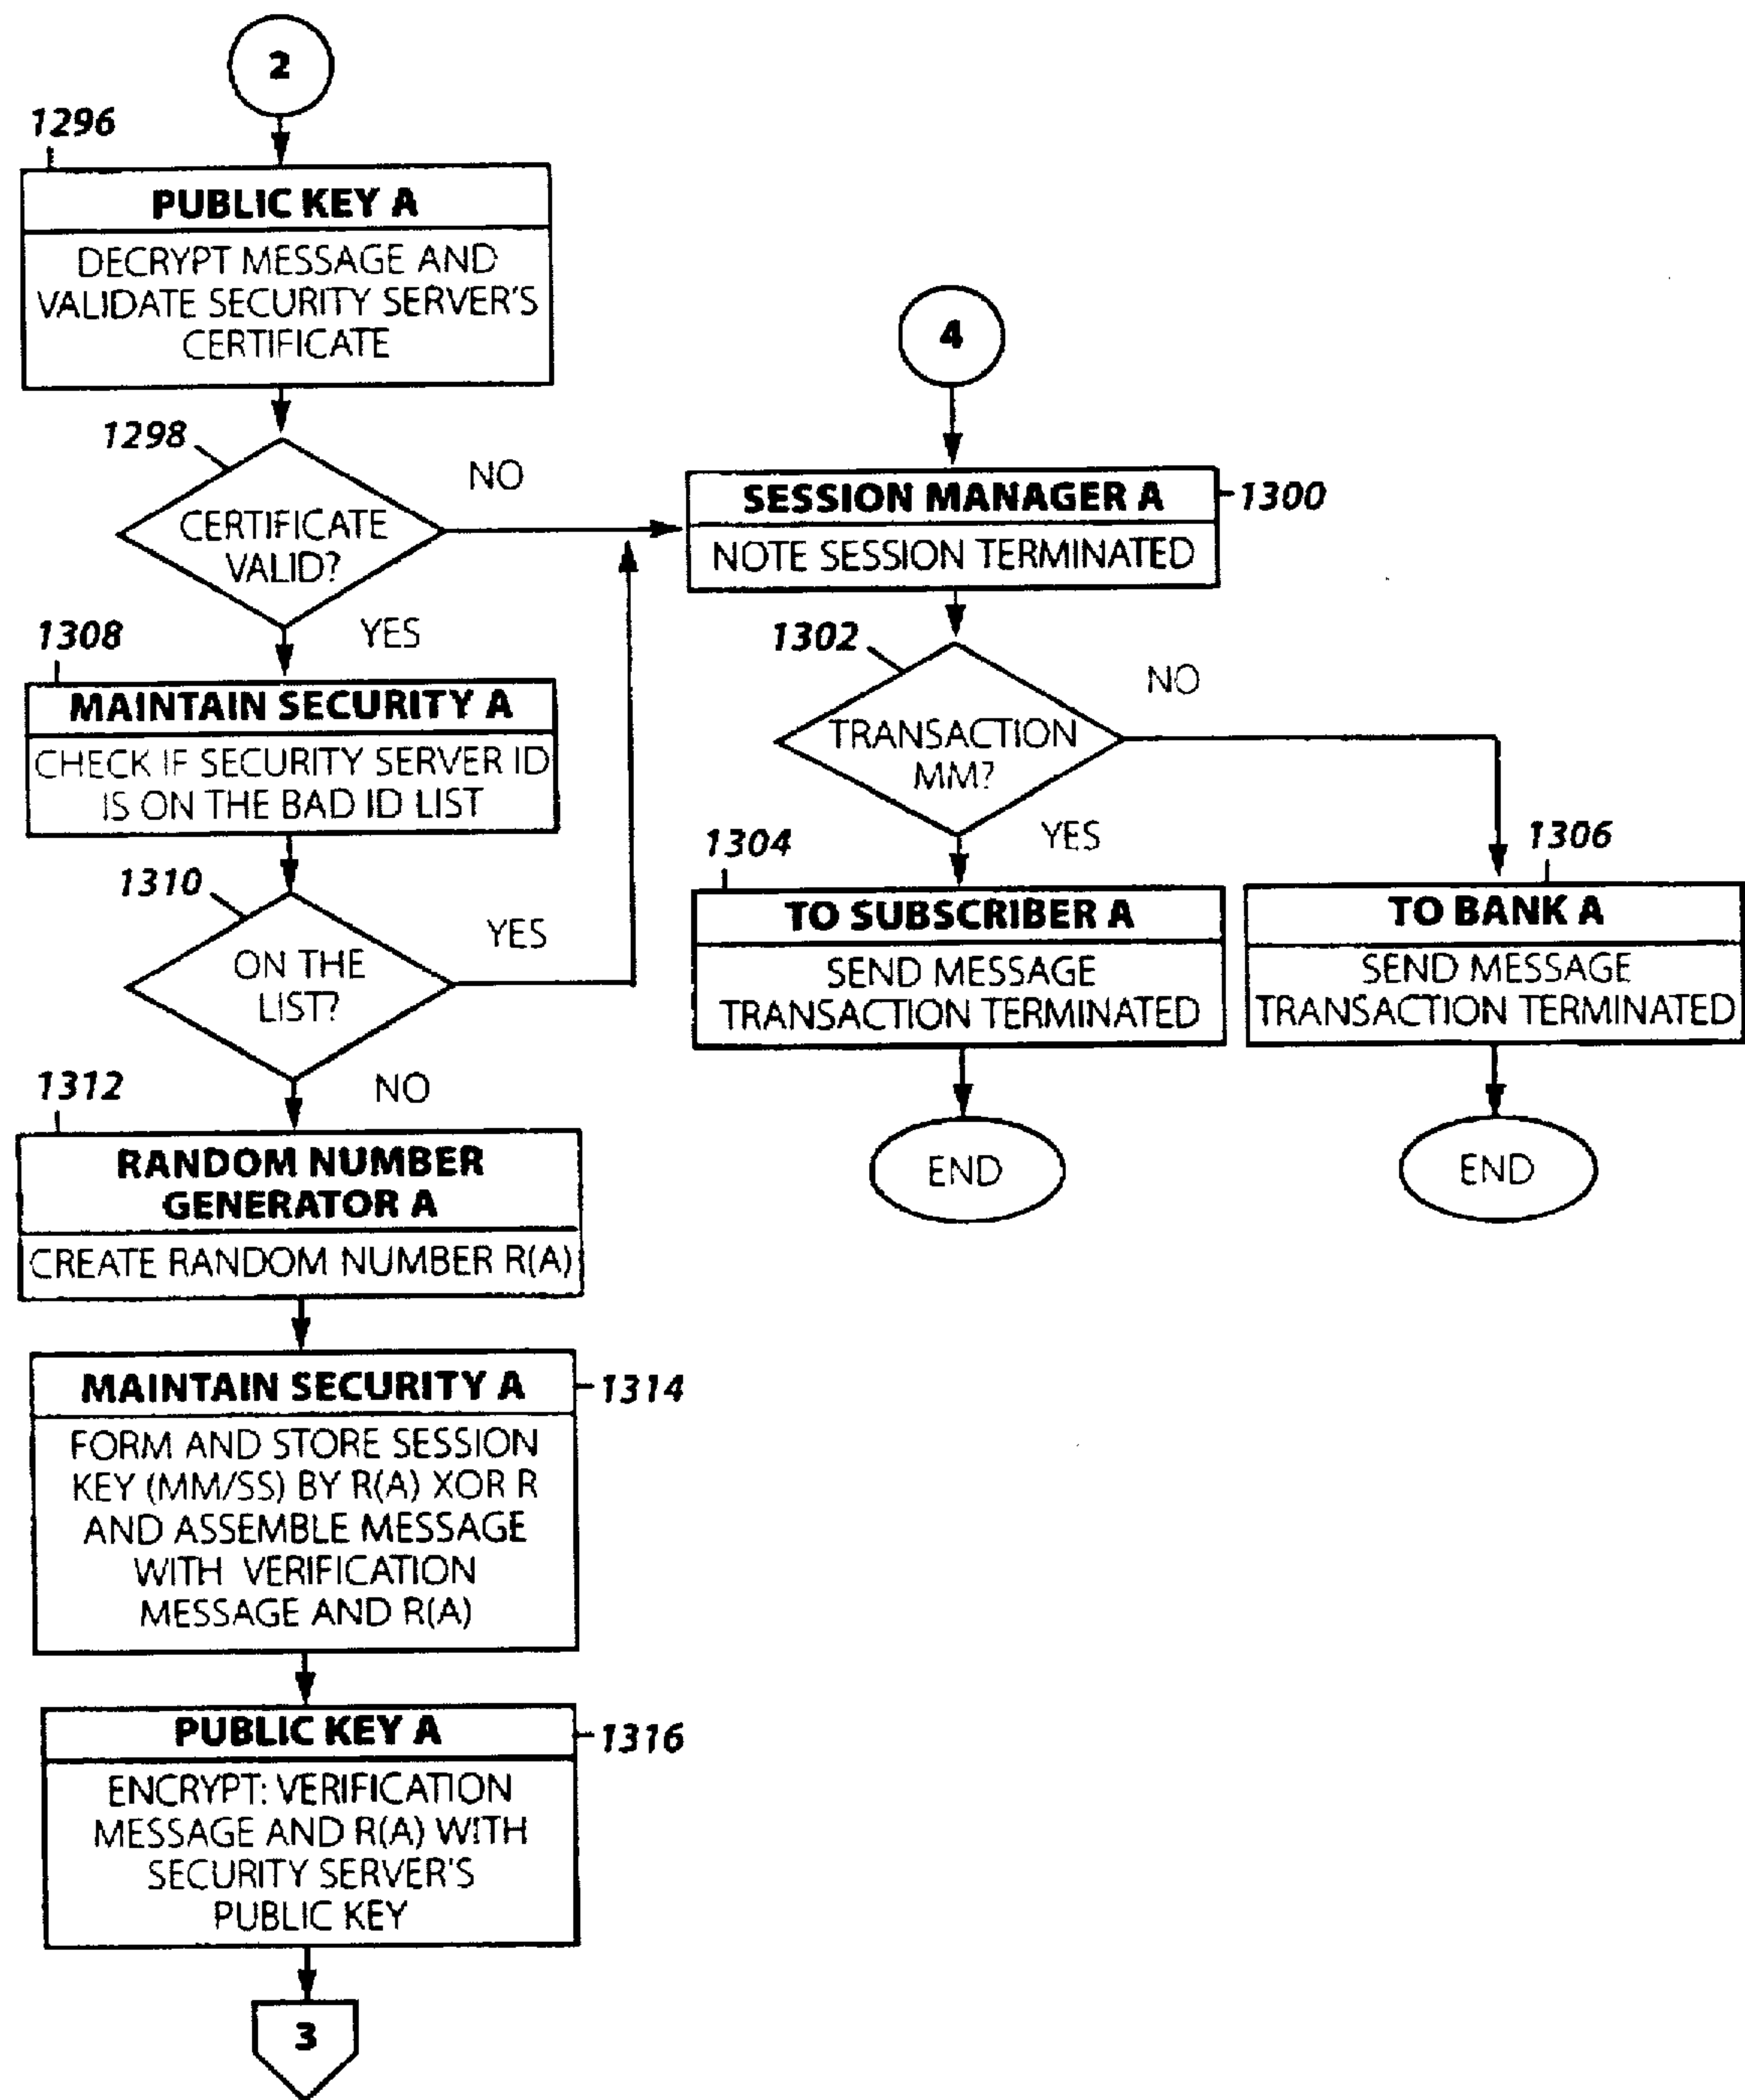 2
1296
PUBLIC KEY A
DECRYPT MESSAGE AND
VALIDATE SECURITY SERVER'S
CERTIFICATE
1298
CERTIFICATE
VALID?
NO
YES
1308
MAINTAIN SECURITY A
CHECK IF SECURITY SERVER ID
IS ON THE BAD ID LIST
1310
ON THE
LIST?
YES
NO
1312
RANDOM NUMBER
GENERATOR A
CREATE RANDOM NUMBER R(A)
MAINTAIN SECURITY A
1314
FORM AND STORE SESSION
KEY (MM/SS) BY R(A) XOR R
AND ASSEMBLE MESSAGE
WITH VERIFICATION
MESSAGE AND R(A)
PUBLIC KEY A
1316
ENCRYPT: VERIFICATION
MESSAGE AND R(A) WITH
SECURITY SERVER'S
PUBLIC KEY
3
4
SESSION MANAGER A
1300
NOTE SESSION TERMINATED
1302
TRANSACTION
MM?
NO
YES
1304
TO SUBSCRIBER A
SEND MESSAGE
TRANSACTION TERMINATED
END
1306
TO BANK A
SEND MESSAGE
TRANSACTION TERMINATED
END